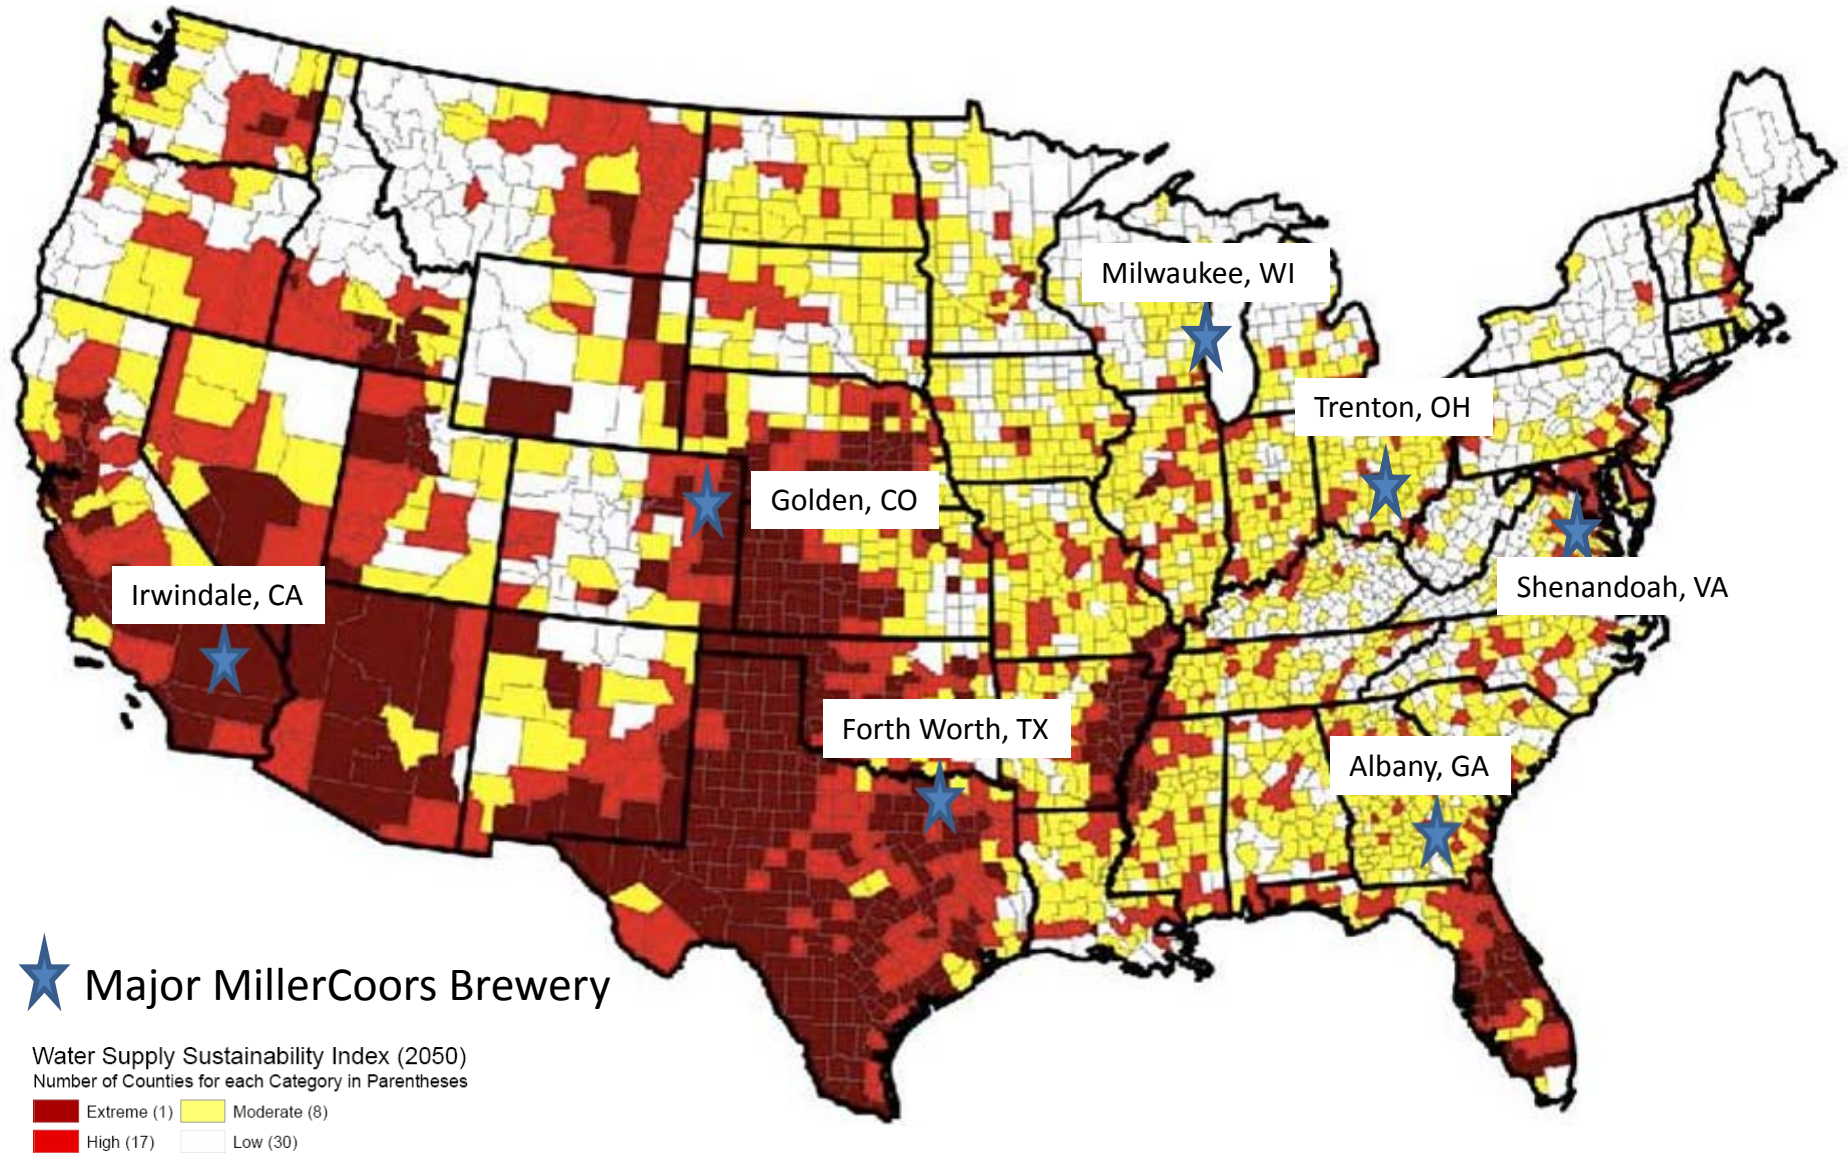 Milwaukee, WI
Trenton, OH
Golden, CO
Irwindale, CA
Shenandoah, VA
Forth Worth, TX
Albany, GA
Major MillerCoors Brewery
Water Supply Sustainability Index (2050)
Number of Counties for each Category in Parentheses
Extreme (1) Moderate (8)
High (17) Low (30)